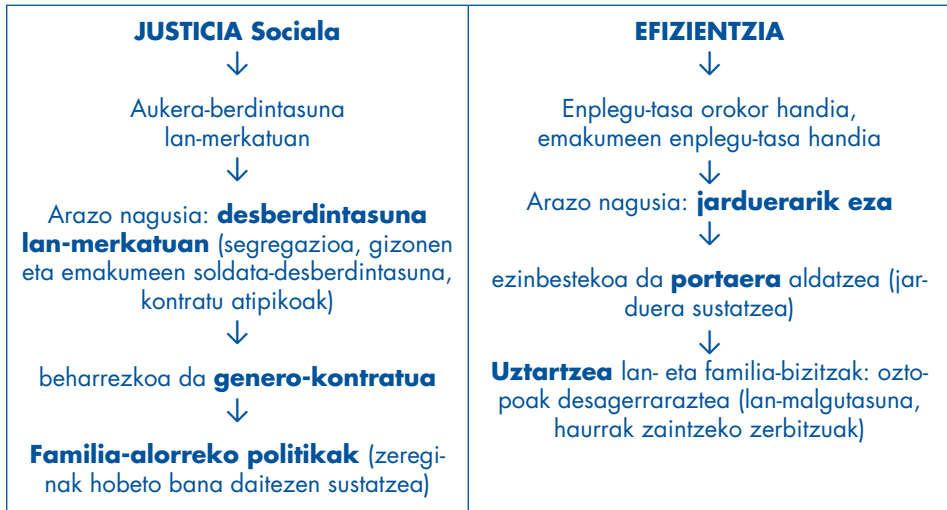 JUSTICIA Soziala
↓
Aukera-berdintasuna
lan-merkatuan
↓
Arazo nagusia: desberdintasuna
lan-merkatuan (segregazioa, gizonen
eta emakumeen soldata-desberdintasuna,
kontratu atipikoak)
↓
beharrezkoa da genero-kontratua
↓
Familia-alorreko politikak (zeregi-
nak hobeto bana daitezen sustatzea)
EFIZIENTZIA
↓
Enplegu-tasa orokor handia,
emakumeen enplegu-tasa handia
↓
Arazo nagusia: jarduerarik eza
↓
ezinbestekoa da portaera aldatzea (jar-
duera sustatzea)
↓
Uztartzea lan- eta familia-bizitzak: ozto-
poak desagerraraztea (lan-malgutasuna,
haurrak zaintzeko zerbitzuak)